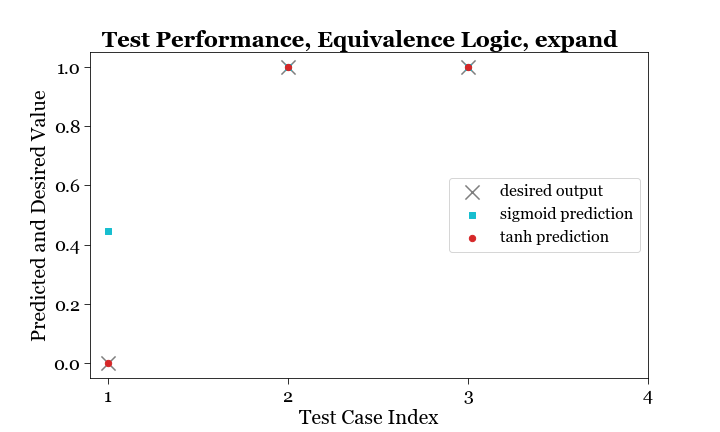 Test Performance, Equivalence Logic, expand
Predicted and Desired Value
1.0
0.8
0.6
0.4
0.2
0.0
desired output
sigmoid prediction
tanh prediction
1 2 3 4
Test Case Index